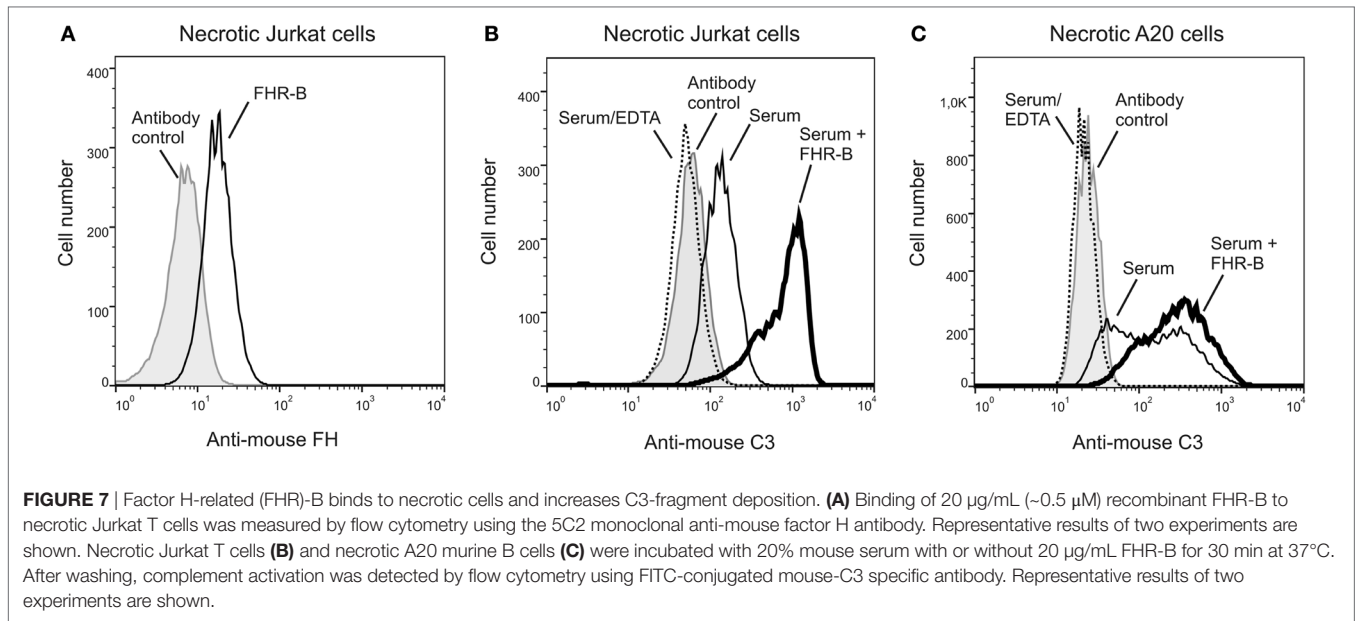 A
Necrotic Jurkat cells
400
300
200
100
0
Cell number
Antibody
control
FHR-B
10^0
10^1
10^2
10^3
10^4
Anti-mouse FH
B
Necrotic Jurkat cells
400
300
200
100
0
Cell number
Serum/EDTA
Antibody
control
Serum
Serum +
FHR-B
10^0
10^1
10^2
10^3
10^4
Anti-mouse C3
C
Necrotic A20 cells
1,0K
800
600
400
200
0
Cell number
Serum/
EDTA
Antibody
control
Serum
Serum +
FHR-B
10^0
10^1
10^2
10^3
10^4
Anti-mouse C3
FIGURE 7 | Factor H-related (FHR)-B binds to necrotic cells and increases C3-fragment deposition. (A) Binding of 20 µg/mL (~0.5 µM) recombinant FHR-B to
necrotic Jurkat T cells was measured by flow cytometry using the 5C2 monoclonal anti-mouse factor H antibody. Representative results of two experiments are
shown. Necrotic Jurkat T cells (B) and necrotic A20 murine B cells (C) were incubated with 20% mouse serum with or without 20 µg/mL FHR-B for 30 min at 37°C.
After washing, complement activation was detected by flow cytometry using FITC-conjugated mouse-C3 specific antibody. Representative results of two
experiments are shown.